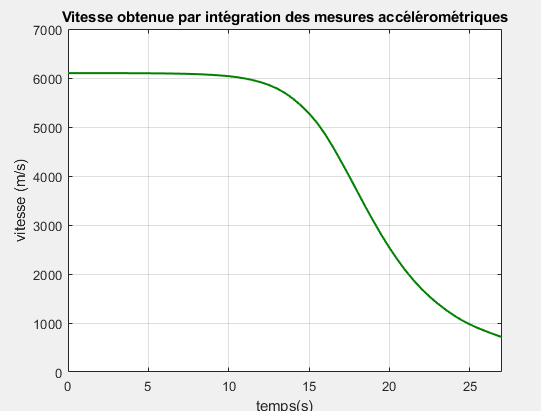 Vitesse obtenue par intégration des mesures accélérométriques
7000
6000
5000
4000
3000
2000
1000
0
vitesse (m/s)
0 5 10 15 20 25
temps(s)